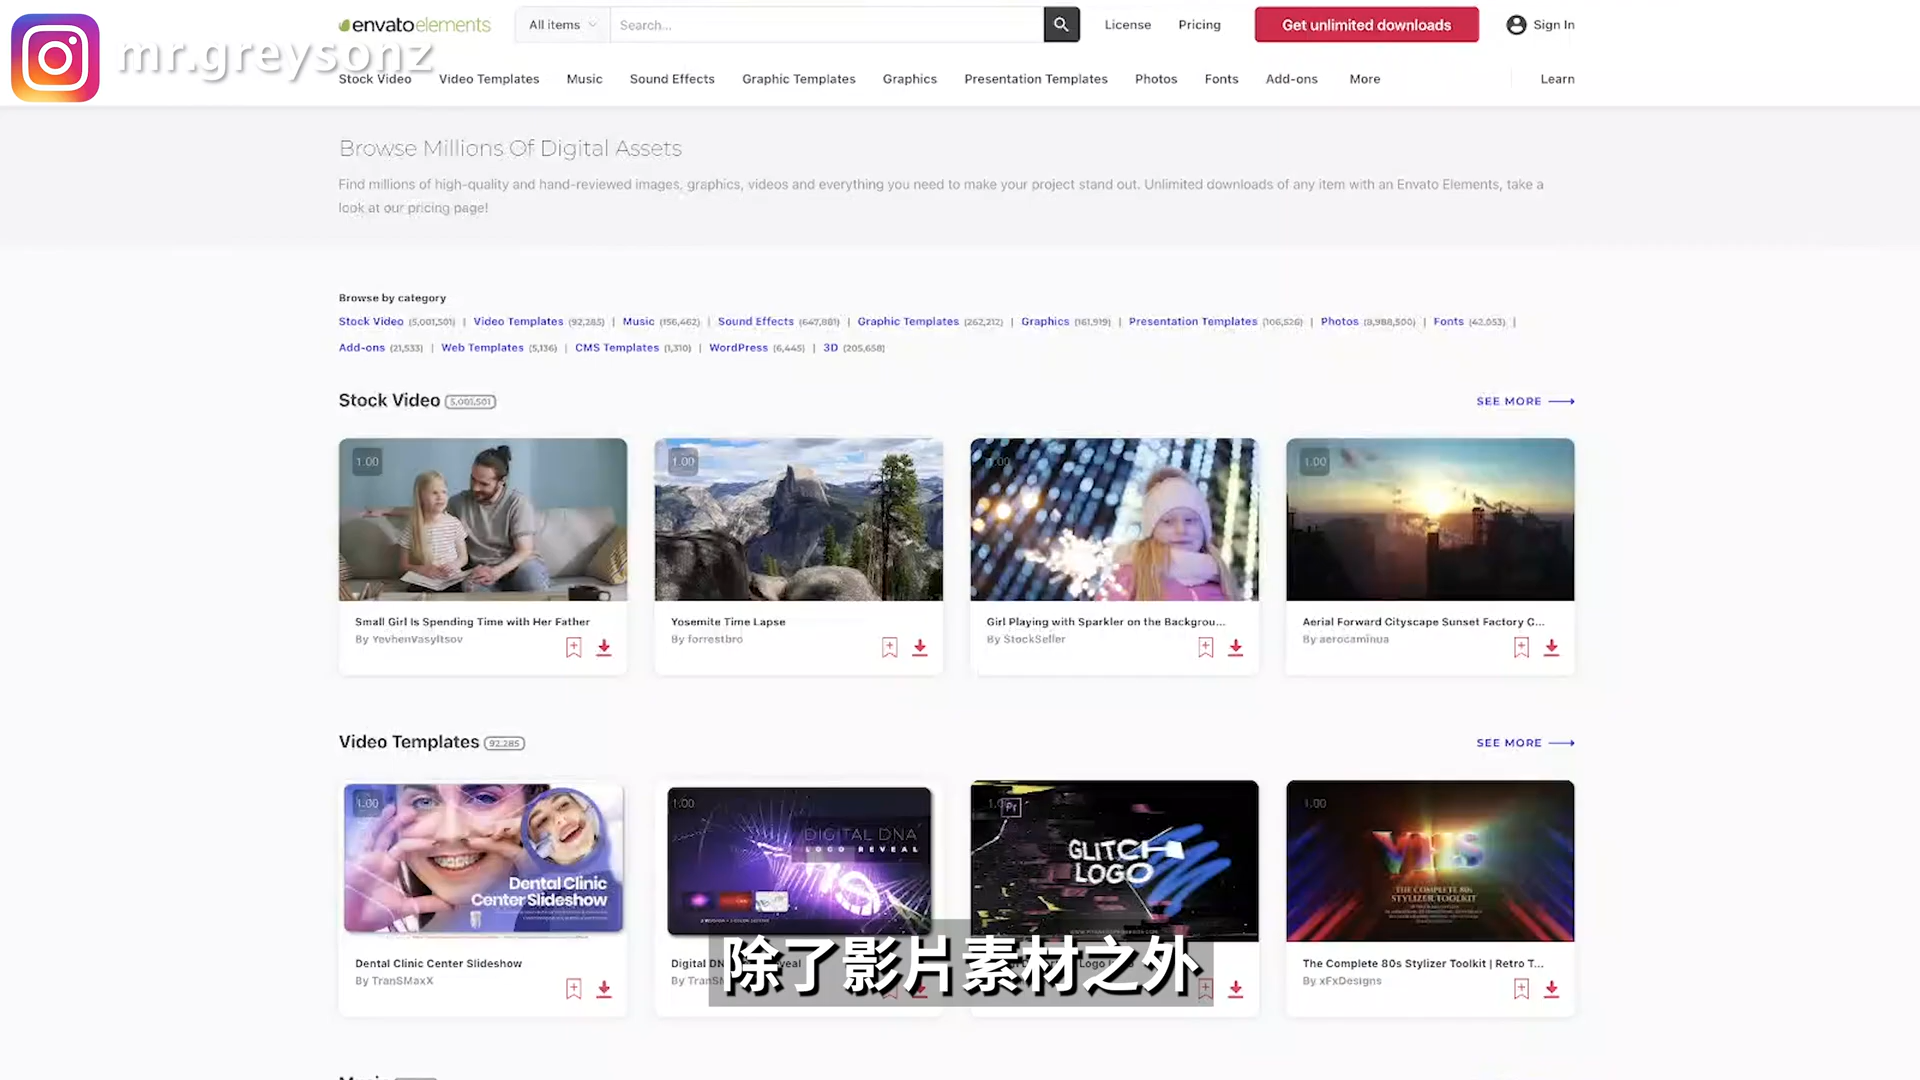 mr.greysonz
envato elements
All items
Search...
License
Pricing
Get unlimited downloads
Sign In
Stock Video
Video Templates
Music
Sound Effects
Graphic Templates
Graphics
Presentation Templates
Photos
Fonts
Add-ons
More
Learn
Browse Millions Of Digital Assets
Find millions of high-quality and hand-reviewed images, graphics, videos and everything you need to make your project stand out. Unlimited downloads of any item with an Envato Elements, take a
look at our pricing page!
Browse by category
Stock Video (5,001,501) | Video Templates (92,285) | Music (156,462) | Sound Effects (647,881) | Graphic Templates (262,212) | Graphics (161,919) | Presentation Templates (106,526) | Photos (8,988,500) | Fonts (42,053) |
Add-ons (21,533) | Web Templates (5,136) | CMS Templates (1,310) | WordPress (6,445) | 3D (205,658)
Stock Video 5,001,501
SEE MORE
1.00
1.00
1.00
1.00
Small Girl Is Spending Time with Her Father
By YevhenVasyltsov
Yosemite Time Lapse
By forrestbro
Girl Playing with Sparkler on the Backgrou...
By StockSeller
Aerial Forward Cityscape Sunset Factory C...
By aerocaminua
Video Templates 92,285
SEE MORE
1.00
Dental Clinic
Center Slideshow
1.00
DIGITAL DNA
LOGO REVEAL
Pr
GLITCH
LOGO
1.00
VHS
THE COMPLETE 80s
STYLIZER TOOLKIT
Dental Clinic Center Slideshow
By TranSMaxX
Digital
The Complete 80s Stylizer Toolkit | Retro T...
By xFxDesigns
除了影片素材之外